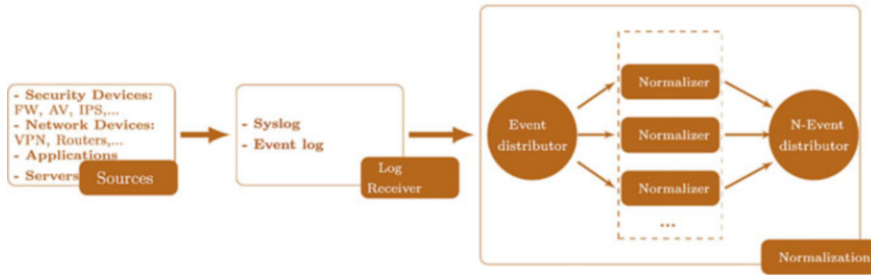 - Security Devices:
FW, AV, IPS,...
- Network Devices:
VPN, Routers,...
- Applications
- Servers
Sources
- Syslog
- Event log
Log
Receiver
Event
distributor
Normalizer
Normalizer
Normalizer
...
N-Event
distributor
Normalization